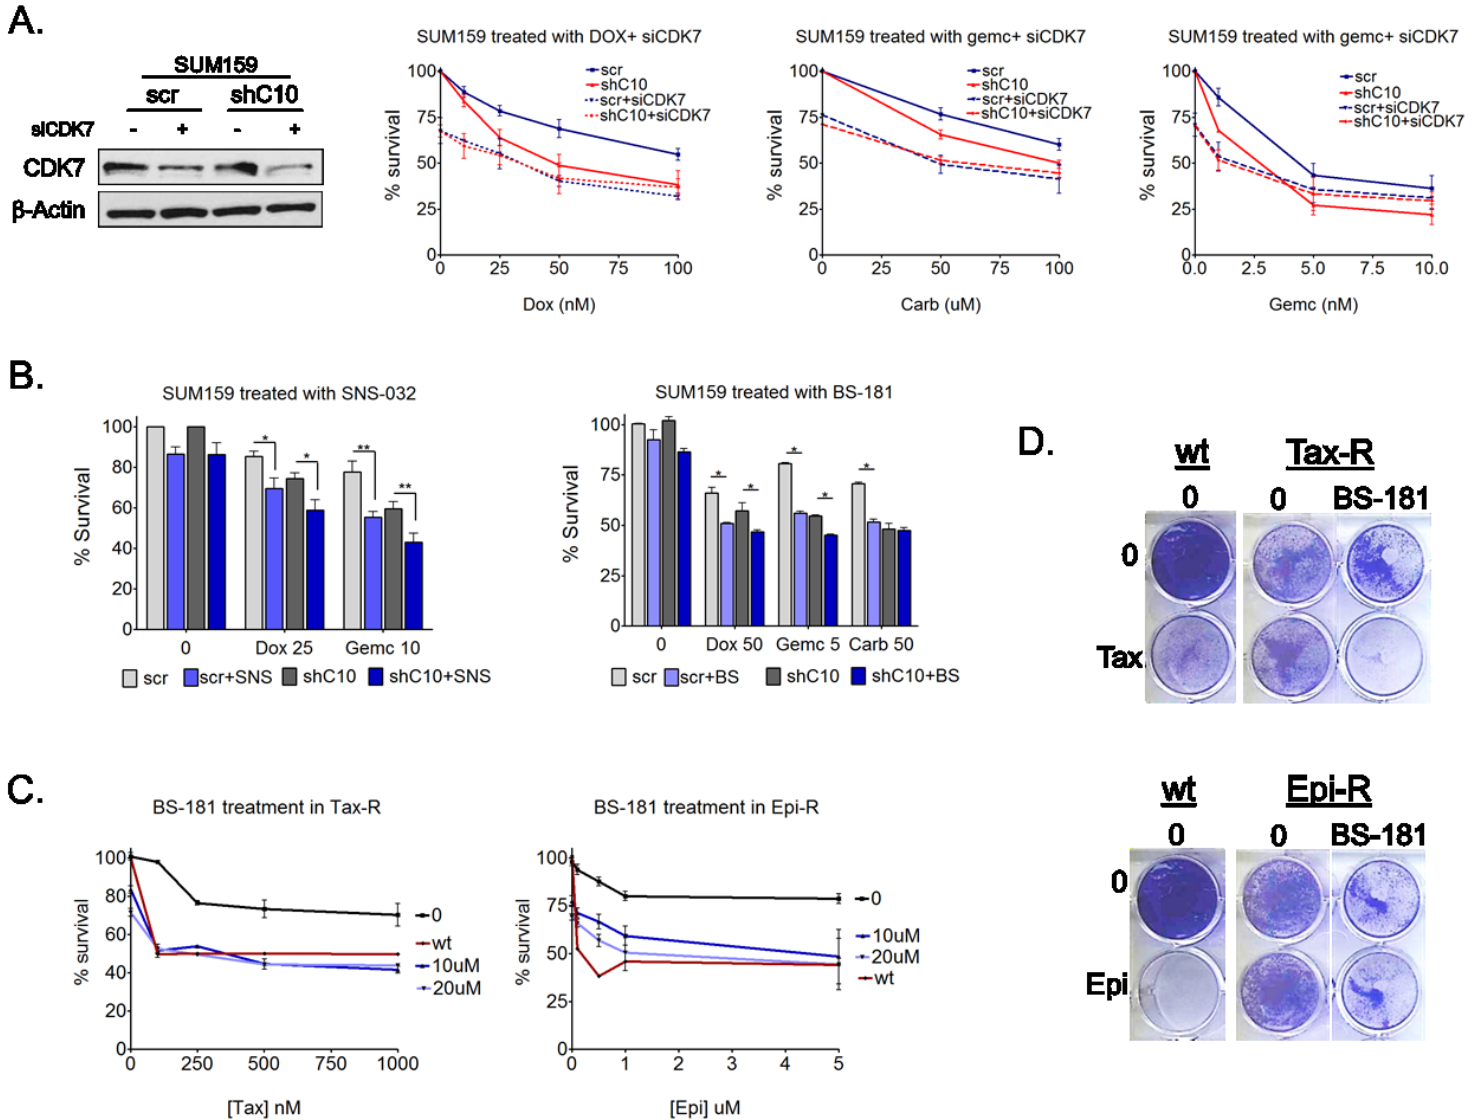 A.
SUM159
scr shC10
siCDK7 - + - +
CDK7
β-Actin
SUM159 treated with DOX+ siCDK7
scr
shC10
scr+siCDK7
shC10+siCDK7
% survival
100
75
50
25
0
0 25 50 75 100
Dox (nM)
SUM159 treated with gemc+ siCDK7
scr
shC10
scr+siCDK7
shC10+siCDK7
% survival
100
75
50
25
0
0 25 50 75 100
Carb (uM)
SUM159 treated with gemc+ siCDK7
scr
shC10
scr+siCDK7
shC10+siCDK7
% survival
100
75
50
25
0
0.0 2.5 5.0 7.5 10.0
Gemc (nM)
B.
SUM159 treated with SNS-032
% Survival
100
80
60
40
20
0
* * ** **
0 Dox 25 Gemc 10
scr scr+SNS shC10 shC10+SNS
SUM159 treated with BS-181
% Survival
100
75
50
25
0
* * * * *
0 Dox 50 Gemc 5 Carb 50
scr scr+BS shC10 shC10+BS
C.
BS-181 treatment in Tax-R
% survival
100
80
60
40
20
0
0
wt
10uM
20uM
0 250 500 750 1000
[Tax] nM
BS-181 treatment in Epi-R
% survival
100
75
50
25
0
0
10uM
20uM
wt
0 1 2 3 4 5
[Epi] uM
D.
wt Tax-R
0 0 BS-181
0
Tax
wt Epi-R
0 0 BS-181
0
Epi